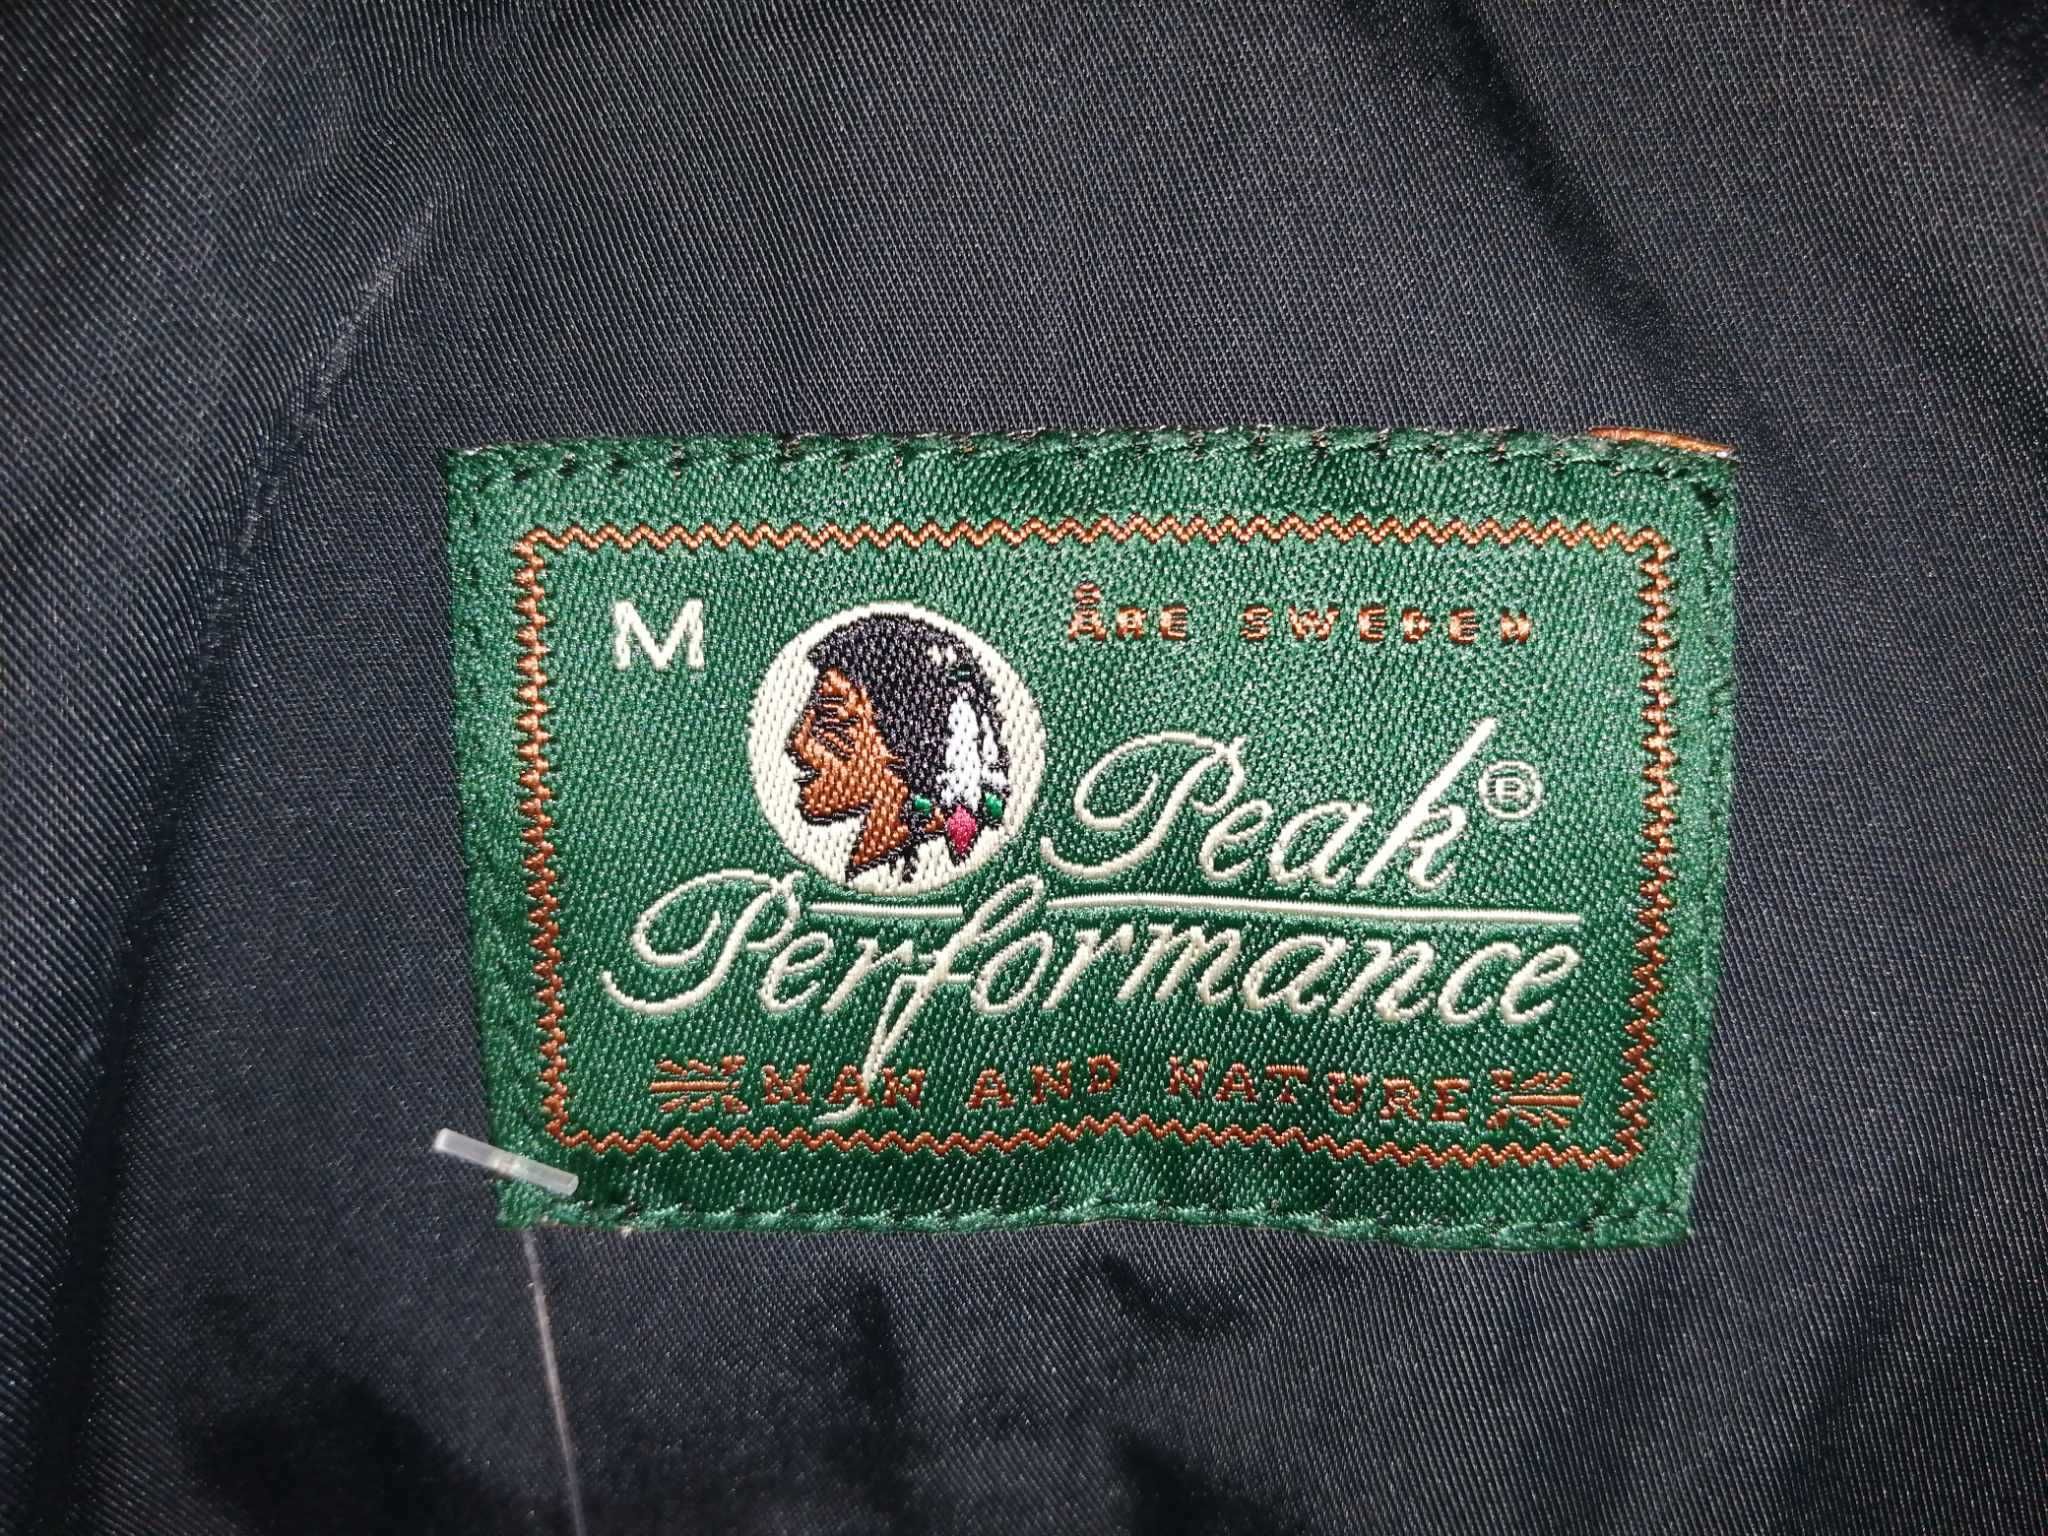 M
Åre Sweden
Peak®
Performance
MAN AND NATURE